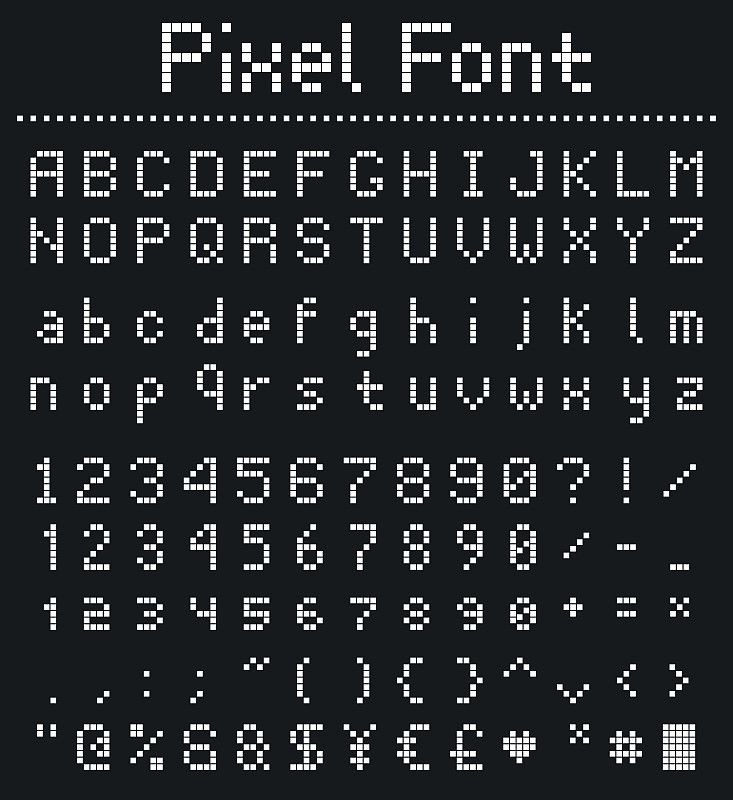 Pixel Font
A B C D E F G H I J K L M
N O P Q R S T U V W X Y Z
a b c d e f g h i j k l m
n o p q r s t u v w x y z
1 2 3 4 5 6 7 8 9 0 ? ! /
1 2 3 4 5 6 7 8 9 0 / - _
1 2 3 4 5 6 7 8 9 0 + = ×
. , : ; ~ ( ) { } ^ ⌄ < >
" @ % 6 & $ ¥ € £ ♥ * # █